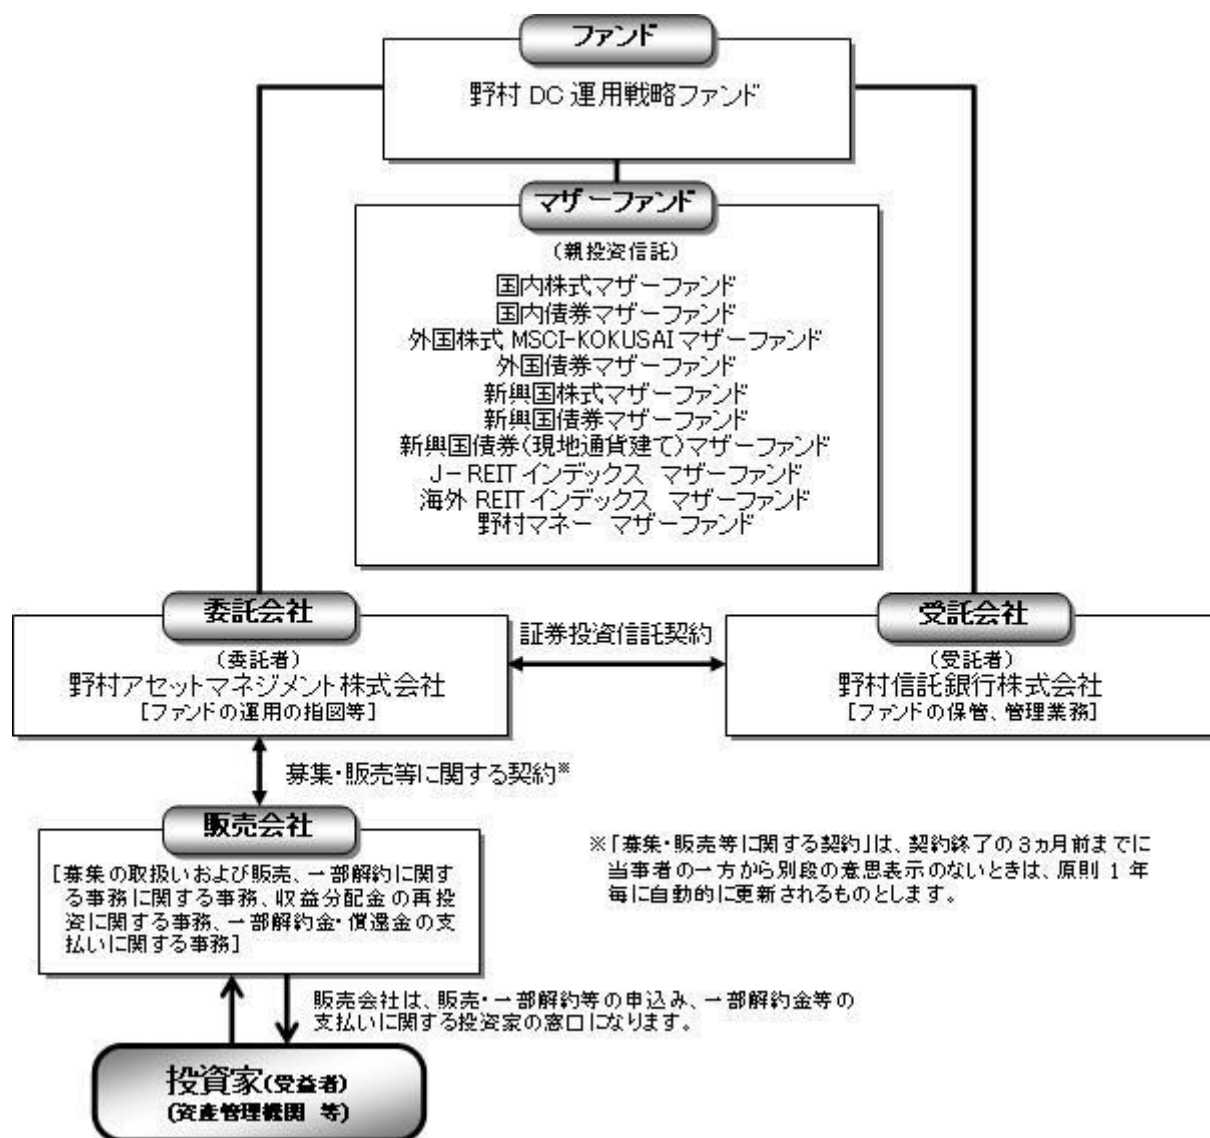 ファンド
野村 DC 運用戦略ファンド
マザーファンド
(親投資信託)
国内株式マザーファンド
国内債券マザーファンド
外国株式 MSCI-KOKUSAI マザーファンド
外国債券マザーファンド
新興国株式マザーファンド
新興国債券マザーファンド
新興国債券(現地通貨建て)マザーファンド
J－REIT インデックス マザーファンド
海外 REIT インデックス マザーファンド
野村マネー マザーファンド
委託会社
(委託者)
野村アセットマネジメント株式会社
[ファンドの運用の指図等]
証券投資信託契約
受託会社
(受託者)
野村信託銀行株式会社
[ファンドの保管、管理業務]
募集・販売等に関する契約※
販売会社
[募集の取扱いおよび販売、一部解約に関す
る事務に関する事務、収益分配金の再投
資に関する事務、一部解約金・償還金の支
払いに関する事務]
※「募集・販売等に関する契約」は、契約終了の3ヵ月前までに
当事者の一方から別段の意思表示のないときは、原則 1 年
毎に自動的に更新されるものとします。
販売会社は、販売・一部解約等の申込み、一部解約金等の
支払いに関する投資家の窓口になります。
投資家(受益者)
(資産管理機関 等)